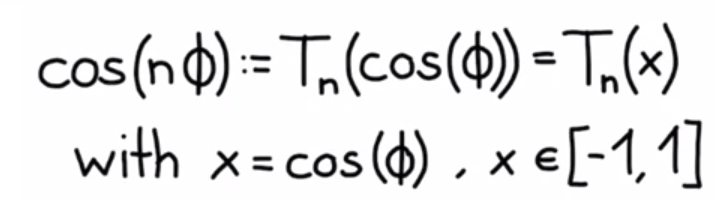 cos(nϕ) := Tₙ(cos(ϕ)) = Tₙ(x)
with x = cos(ϕ) , x ∈ [-1,1]